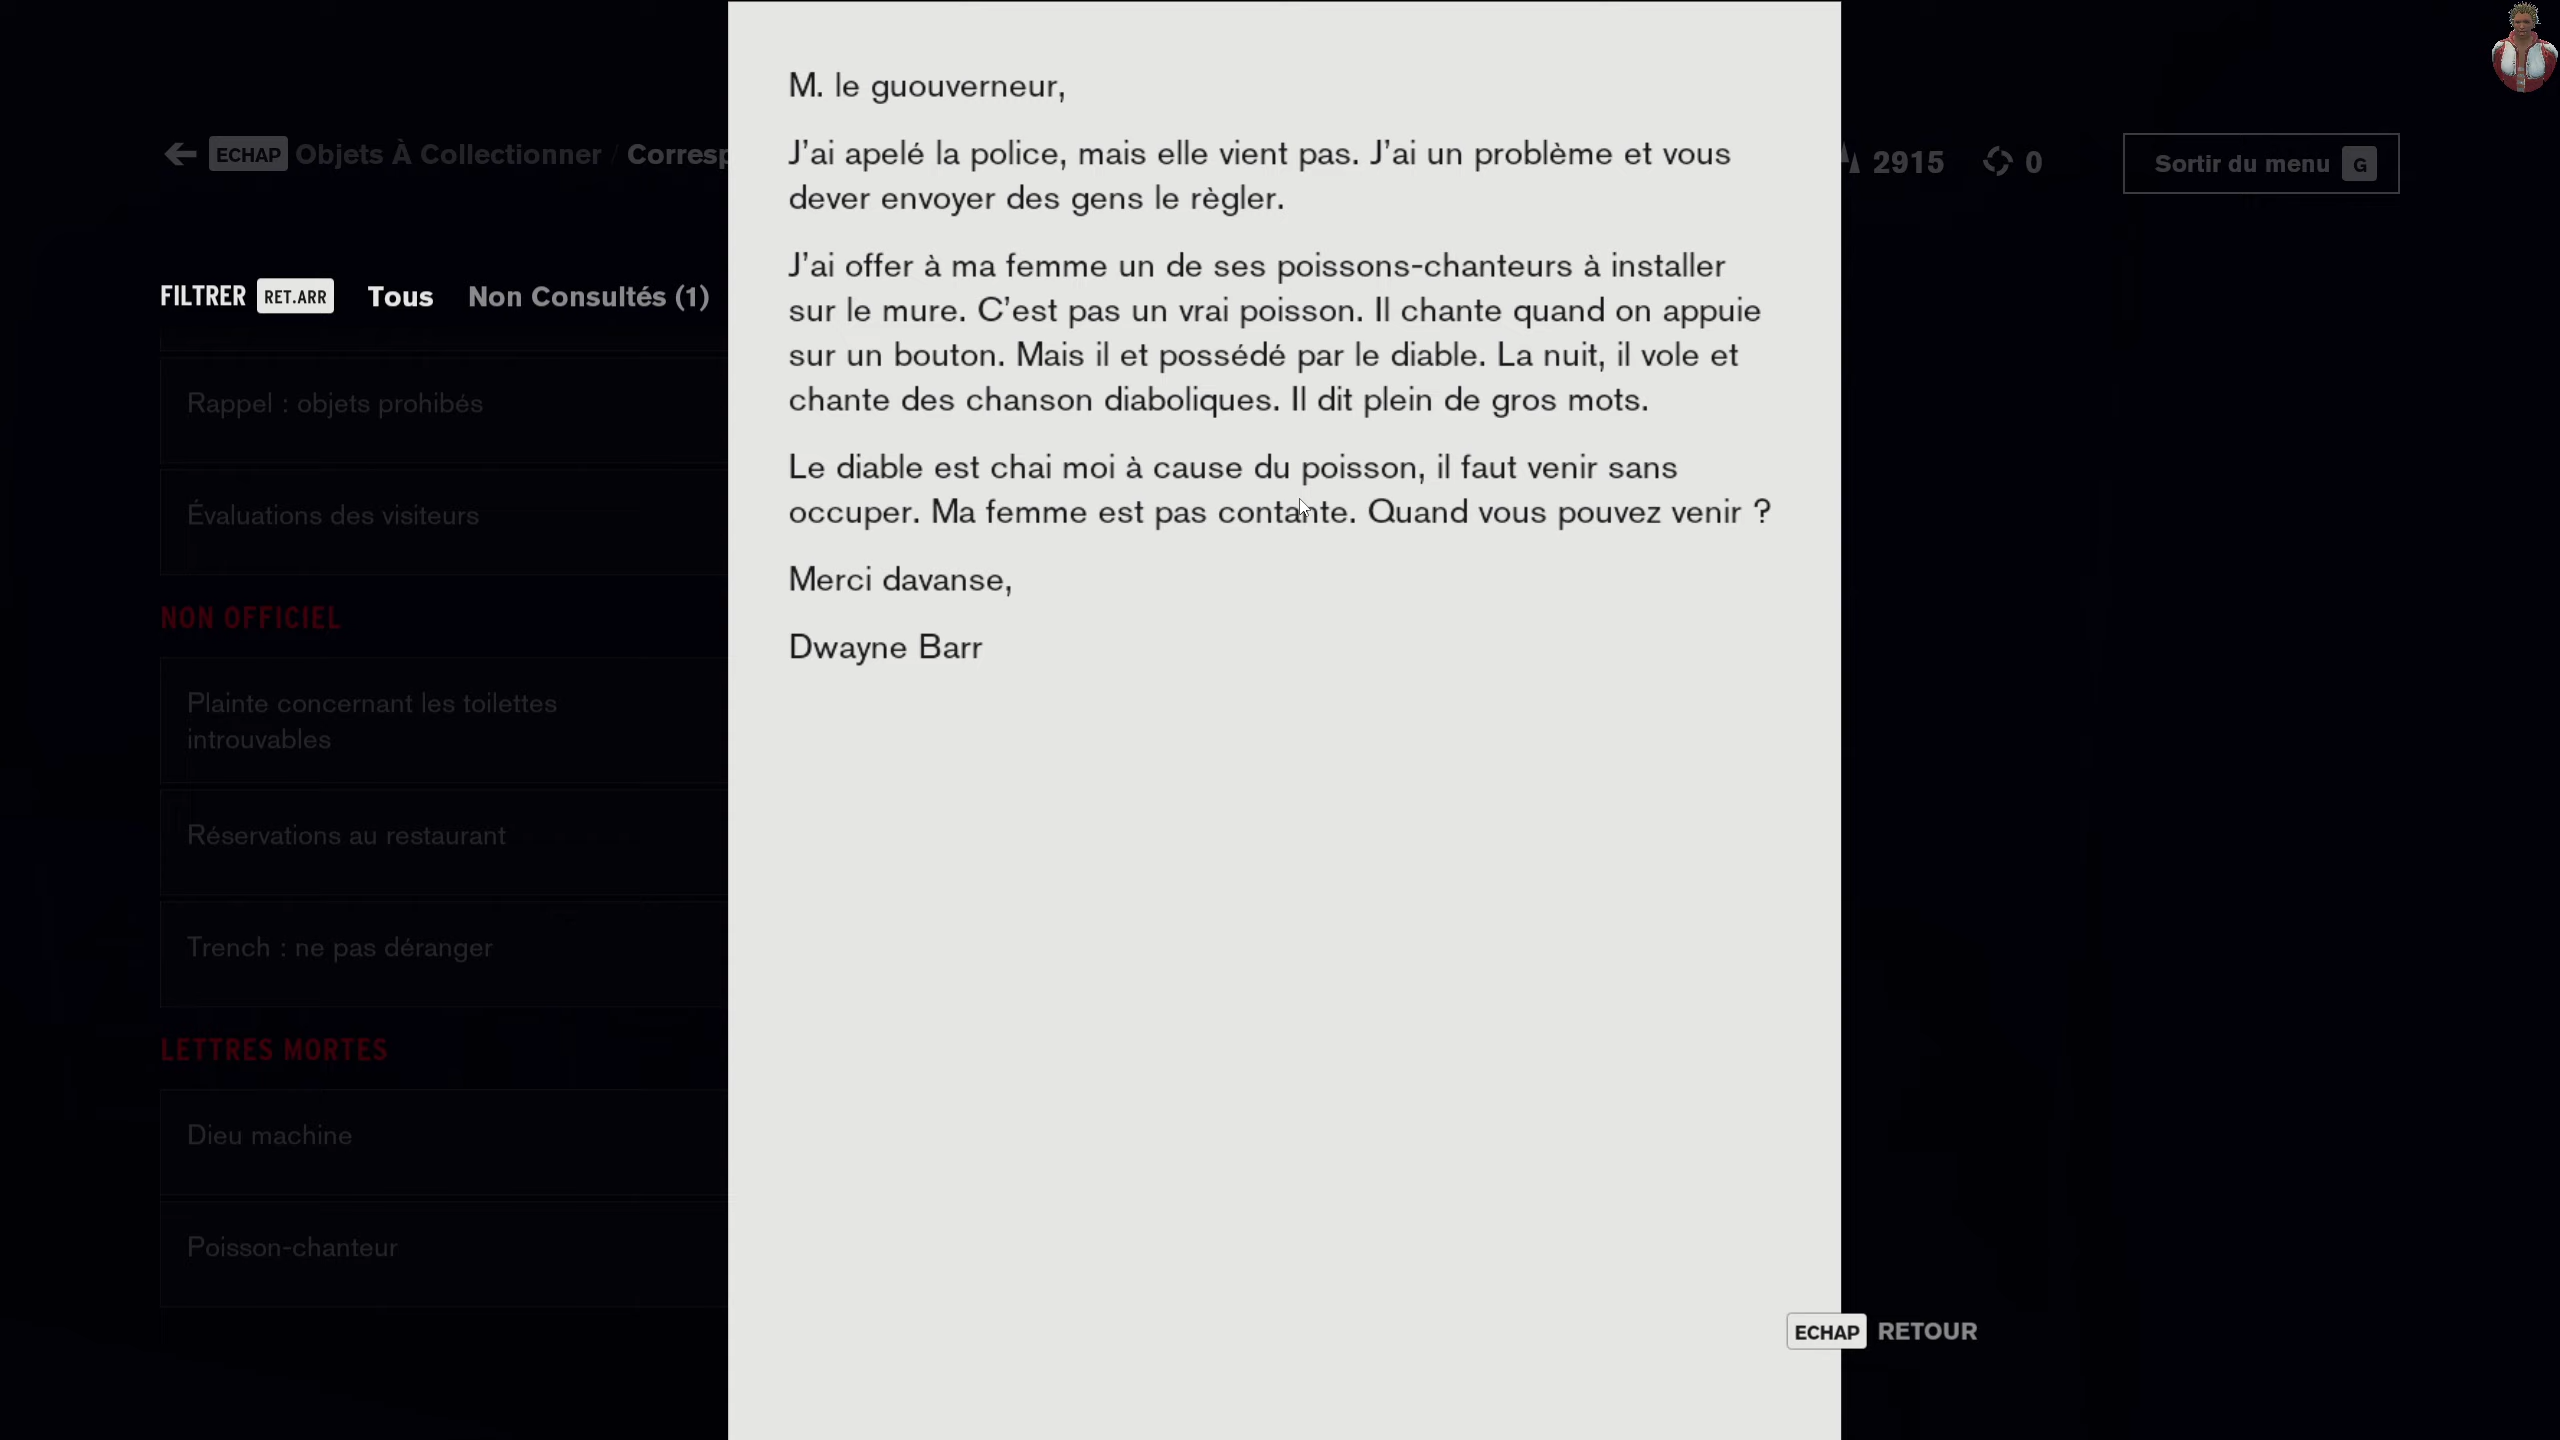 M. le guouverneur,
J'ai apelé la police, mais elle vient pas. J'ai un problème et vous
dever envoyer des gens le règler.
J'ai offer à ma femme un de ses poissons-chanteurs à installer
sur le mure. C'est pas un vrai poisson. Il chante quand on appuie
sur un bouton. Mais il et possédé par le diable. La nuit, il vole et
chante des chanson diaboliques. Il dit plein de gros mots.
Le diable est chai moi à cause du poisson, il faut venir sans
occuper. Ma femme est pas contante. Quand vous pouvez venir ?
Merci davanse,
Dwayne Barr
ECHAP Objets À Collectionner / Corresp
2915 0
Sortir du menu G
FILTRER RET.ARR Tous Non Consultés (1)
Rappel : objets prohibés
Évaluations des visiteurs
NON OFFICIEL
Plainte concernant les toilettes
introuvables
Réservations au restaurant
Trench : ne pas déranger
LETTRES MORTES
Dieu machine
Poisson-chanteur
ECHAP RETOUR